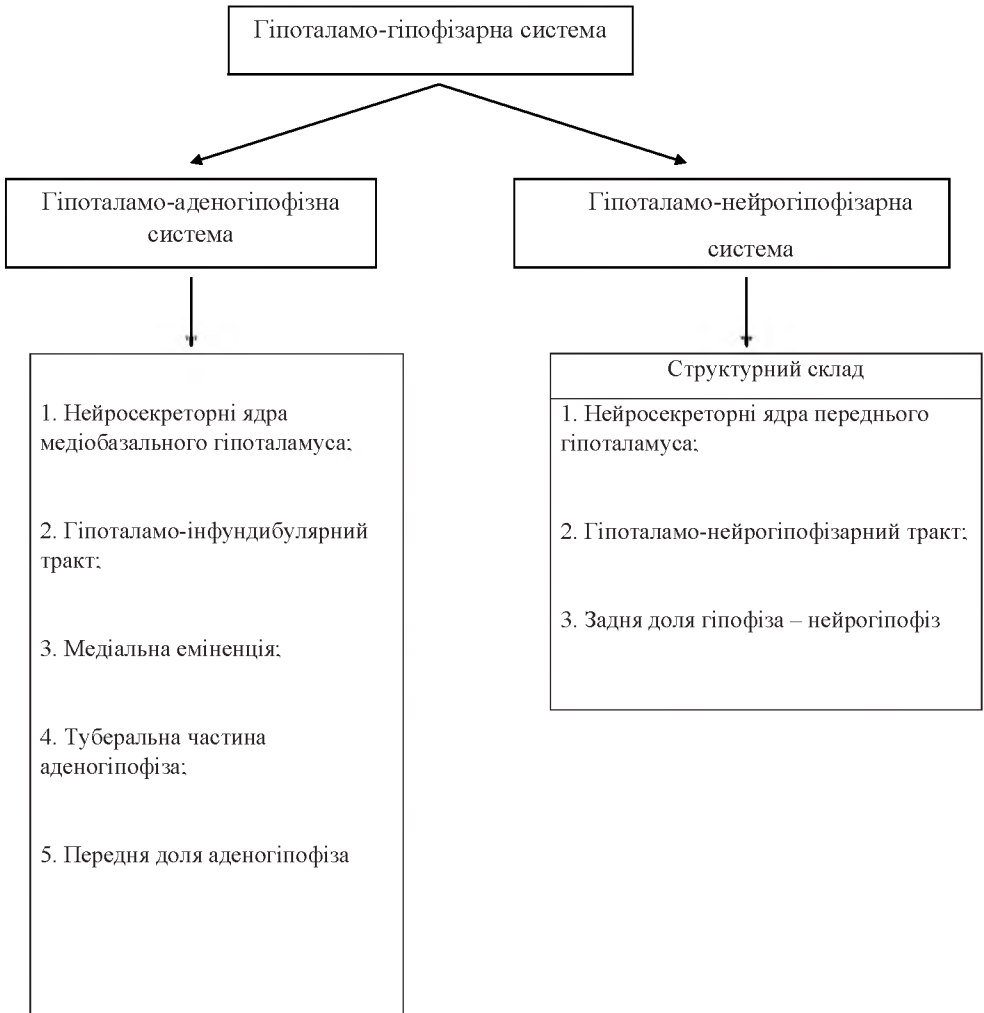 Гіпоталамо-гіпофізарна система
Гіпоталамо-аденогіпофізна
система
Гіпоталамо-нейрогіпофізарна
система
1. Нейросекреторні ядра
медіобазального гіпоталамуса;
2. Гіпоталамо-інфундибулярний
тракт;
3. Медіальна еміненція;
4. Туберальна частина
аденогіпофіза;
5. Передня доля аденогіпофіза
Структурний склад
1. Нейросекреторні ядра переднього
гіпоталамуса;
2. Гіпоталамо-нейрогіпофізарний тракт;
3. Задня доля гіпофіза – нейрогіпофіз